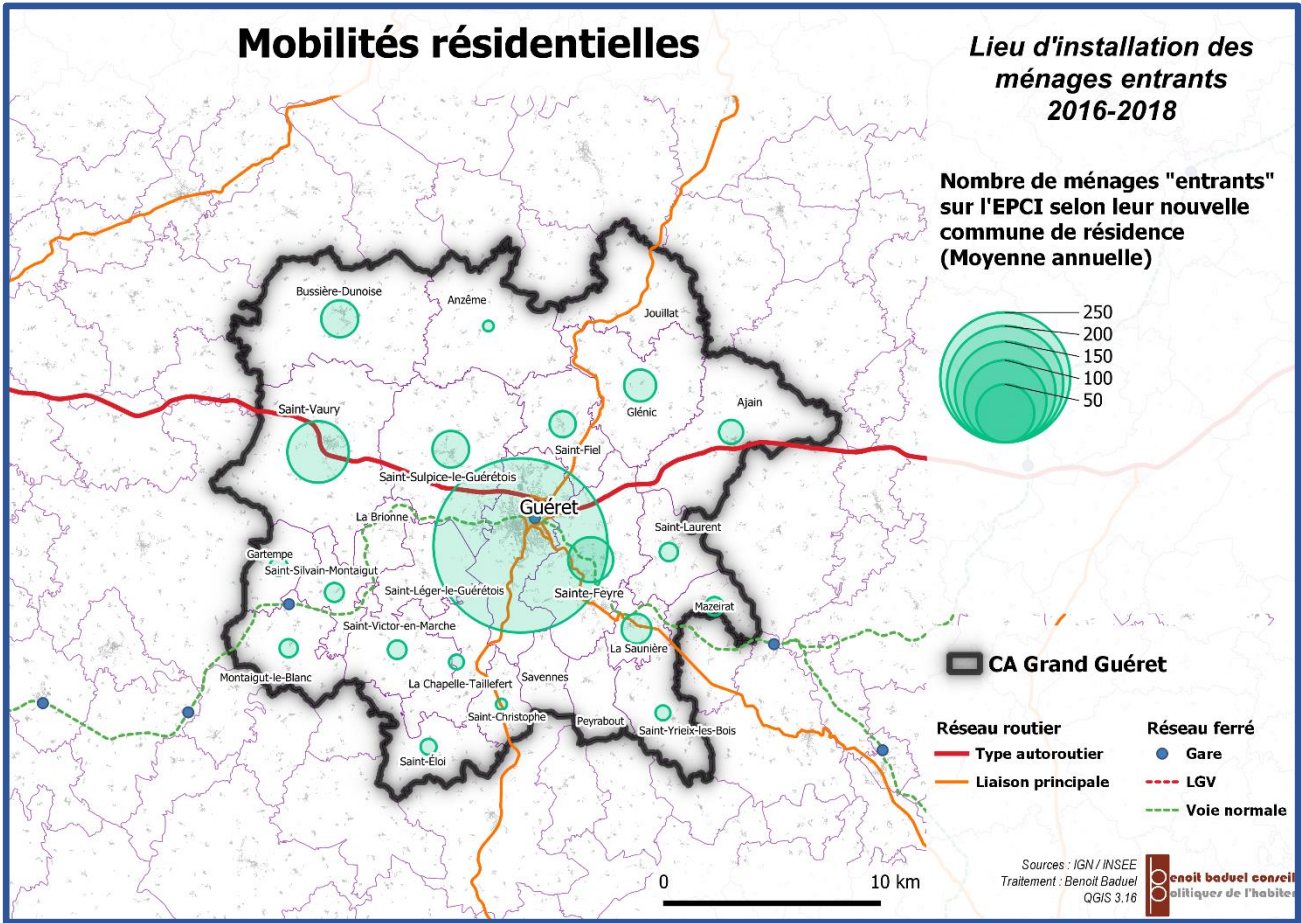 Mobilités résidentielles
Lieu d'installation des
ménages entrants
2016-2018
Nombre de ménages "entrants"
sur l'EPCI selon leur nouvelle
commune de résidence
(Moyenne annuelle)
250
200
150
100
50
Bussière-Dunoise
Anzême
Jouillat
Saint-Vaury
Glénic
Ajain
Saint-Fiel
Saint-Sulpice-le-Guérétois
Guéret
La Brionne
Saint-Laurent
Gartempe
Saint-Silvain-Montaigut
Saint-Léger-le-Guérétois
Sainte-Feyre
Mazeirat
Saint-Victor-en-Marche
La Saunière
Montaigut-le-Blanc
La Chapelle-Taillefert
Savennes
Saint-Christophe
Peyrabout
Saint-Yrieix-les-Bois
Saint-Éloi
CA Grand Guéret
Réseau routier
Type autoroutier
Liaison principale
Réseau ferré
Gare
LGV
Voie normale
0 10 km
Sources : IGN / INSEE
Traitement : Benoit Baduel
QGIS 3.16
benoit baduel conseil
politiques de l'habitat